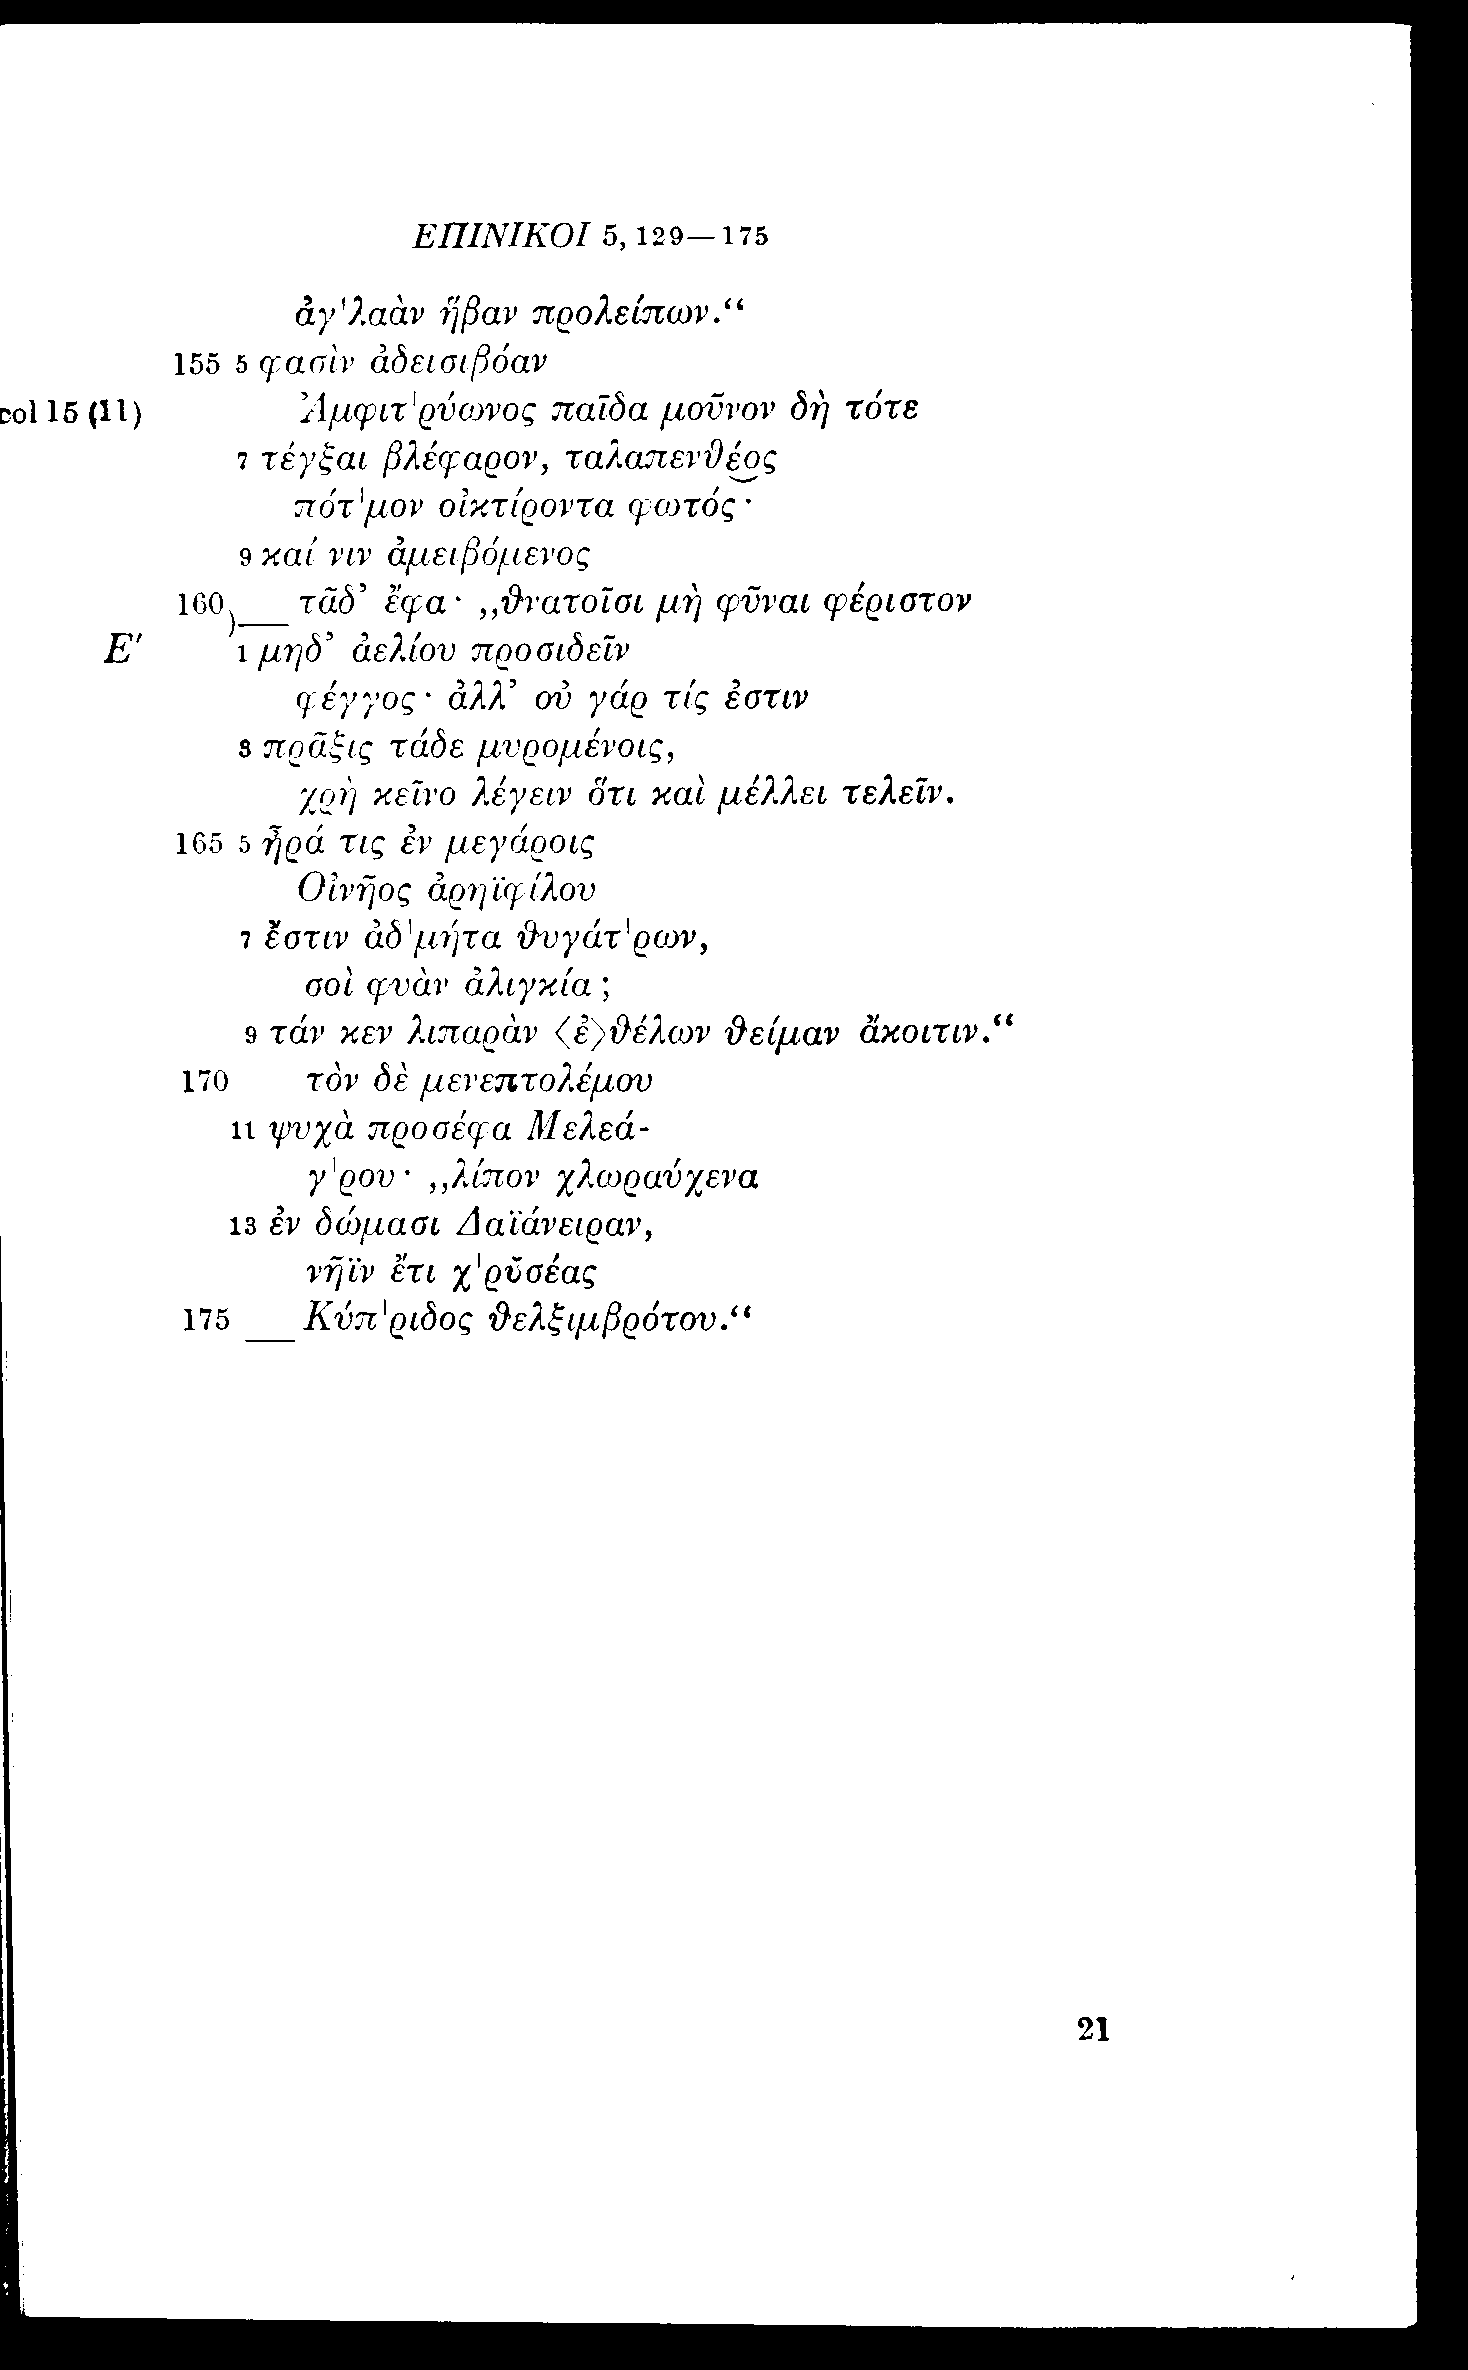 ΕΠΙΝΙΚΟΙ 5, 129—175
ἀγ'λαὰν ἥβαν προλείπων.“
155 5 φασὶν ἀδεισιβόαν
col 15 (11) Ἀμφιτ'ρύωνος παῖδα μοῦνον δὴ τότε
7 τέγξαι βλέφαρον, ταλαπενθέο͜ς
πότ'μον οἰκτίροντα φωτός·
9 καί νιν ἀμειβόμενος
160 τᾶδ’ ἔφα· „θνατοῖσι μὴ φῦναι φέριστον
Ε′ 1 μηδ’ ἀελίου προσιδεῖν
φέγγος· ἀλλ’ οὐ γάρ τίς ἐστιν
3 πρᾶξις τάδε μυρομένοις,
χρὴ κεῖνο λέγειν ὅτι καὶ μέλλει τελεῖν.
165 5 ἦρά τις ἐν μεγάροις
Οἰνῆος ἀρηϊφίλου
7 ἔστιν ἀδ'μήτα θυγάτ'ρων,
σοὶ φυὰν ἀλιγκία;
9 τάν κεν λιπαρὰν ⟨ἐ⟩θέλων θείμαν ἄκοιτιν.“
170 τὸν δὲ μενεπτολέμου
11 ψυχὰ προσέφα Μελεά-
γ'ρου· „λίπον χλωραύχενα
13 ἐν δώμασι Δαϊάνειραν,
νῆϊν ἔτι χ'ρῡσέας
175 Κύπ'ριδος θελξιμβρότου.“
21